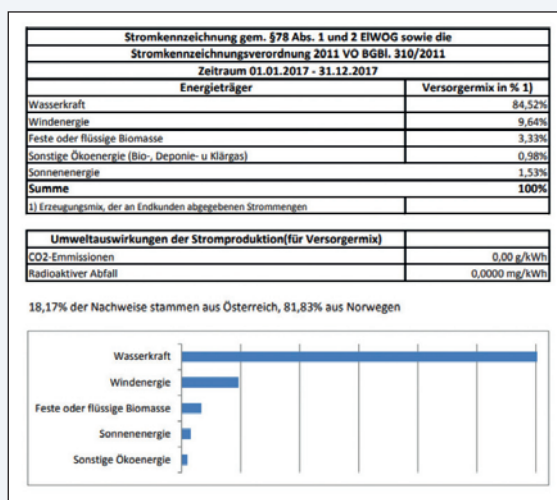 Stromkennzeichnung gem. §78 Abs. 1 und 2 ElWOG sowie die
Stromkennzeichnungsverordnung 2011 VO BGBl. 310/2011
Zeitraum 01.01.2017 - 31.12.2017
Energieträger Versorgermix in % 1)
Wasserkraft 84,52%
Windenergie 9,64%
Feste oder flüssige Biomasse 3,33%
Sonstige Ökoenergie (Bio-, Deponie- u Klärgas) 0,98%
Sonnenenergie 1,53%
Summe 100%
1) Erzeugungsmix, der an Endkunden abgegebenen Strommengen
Umweltauswirkungen der Stromproduktion(für Versorgermix)
CO2-Emmissionen 0,00 g/kWh
Radioaktiver Abfall 0,0000 mg/kWh
18,17% der Nachweise stammen aus Österreich, 81,83% aus Norwegen
Wasserkraft
Windenergie
Feste oder flüssige Biomasse
Sonnenenergie
Sonstige Ökoenergie